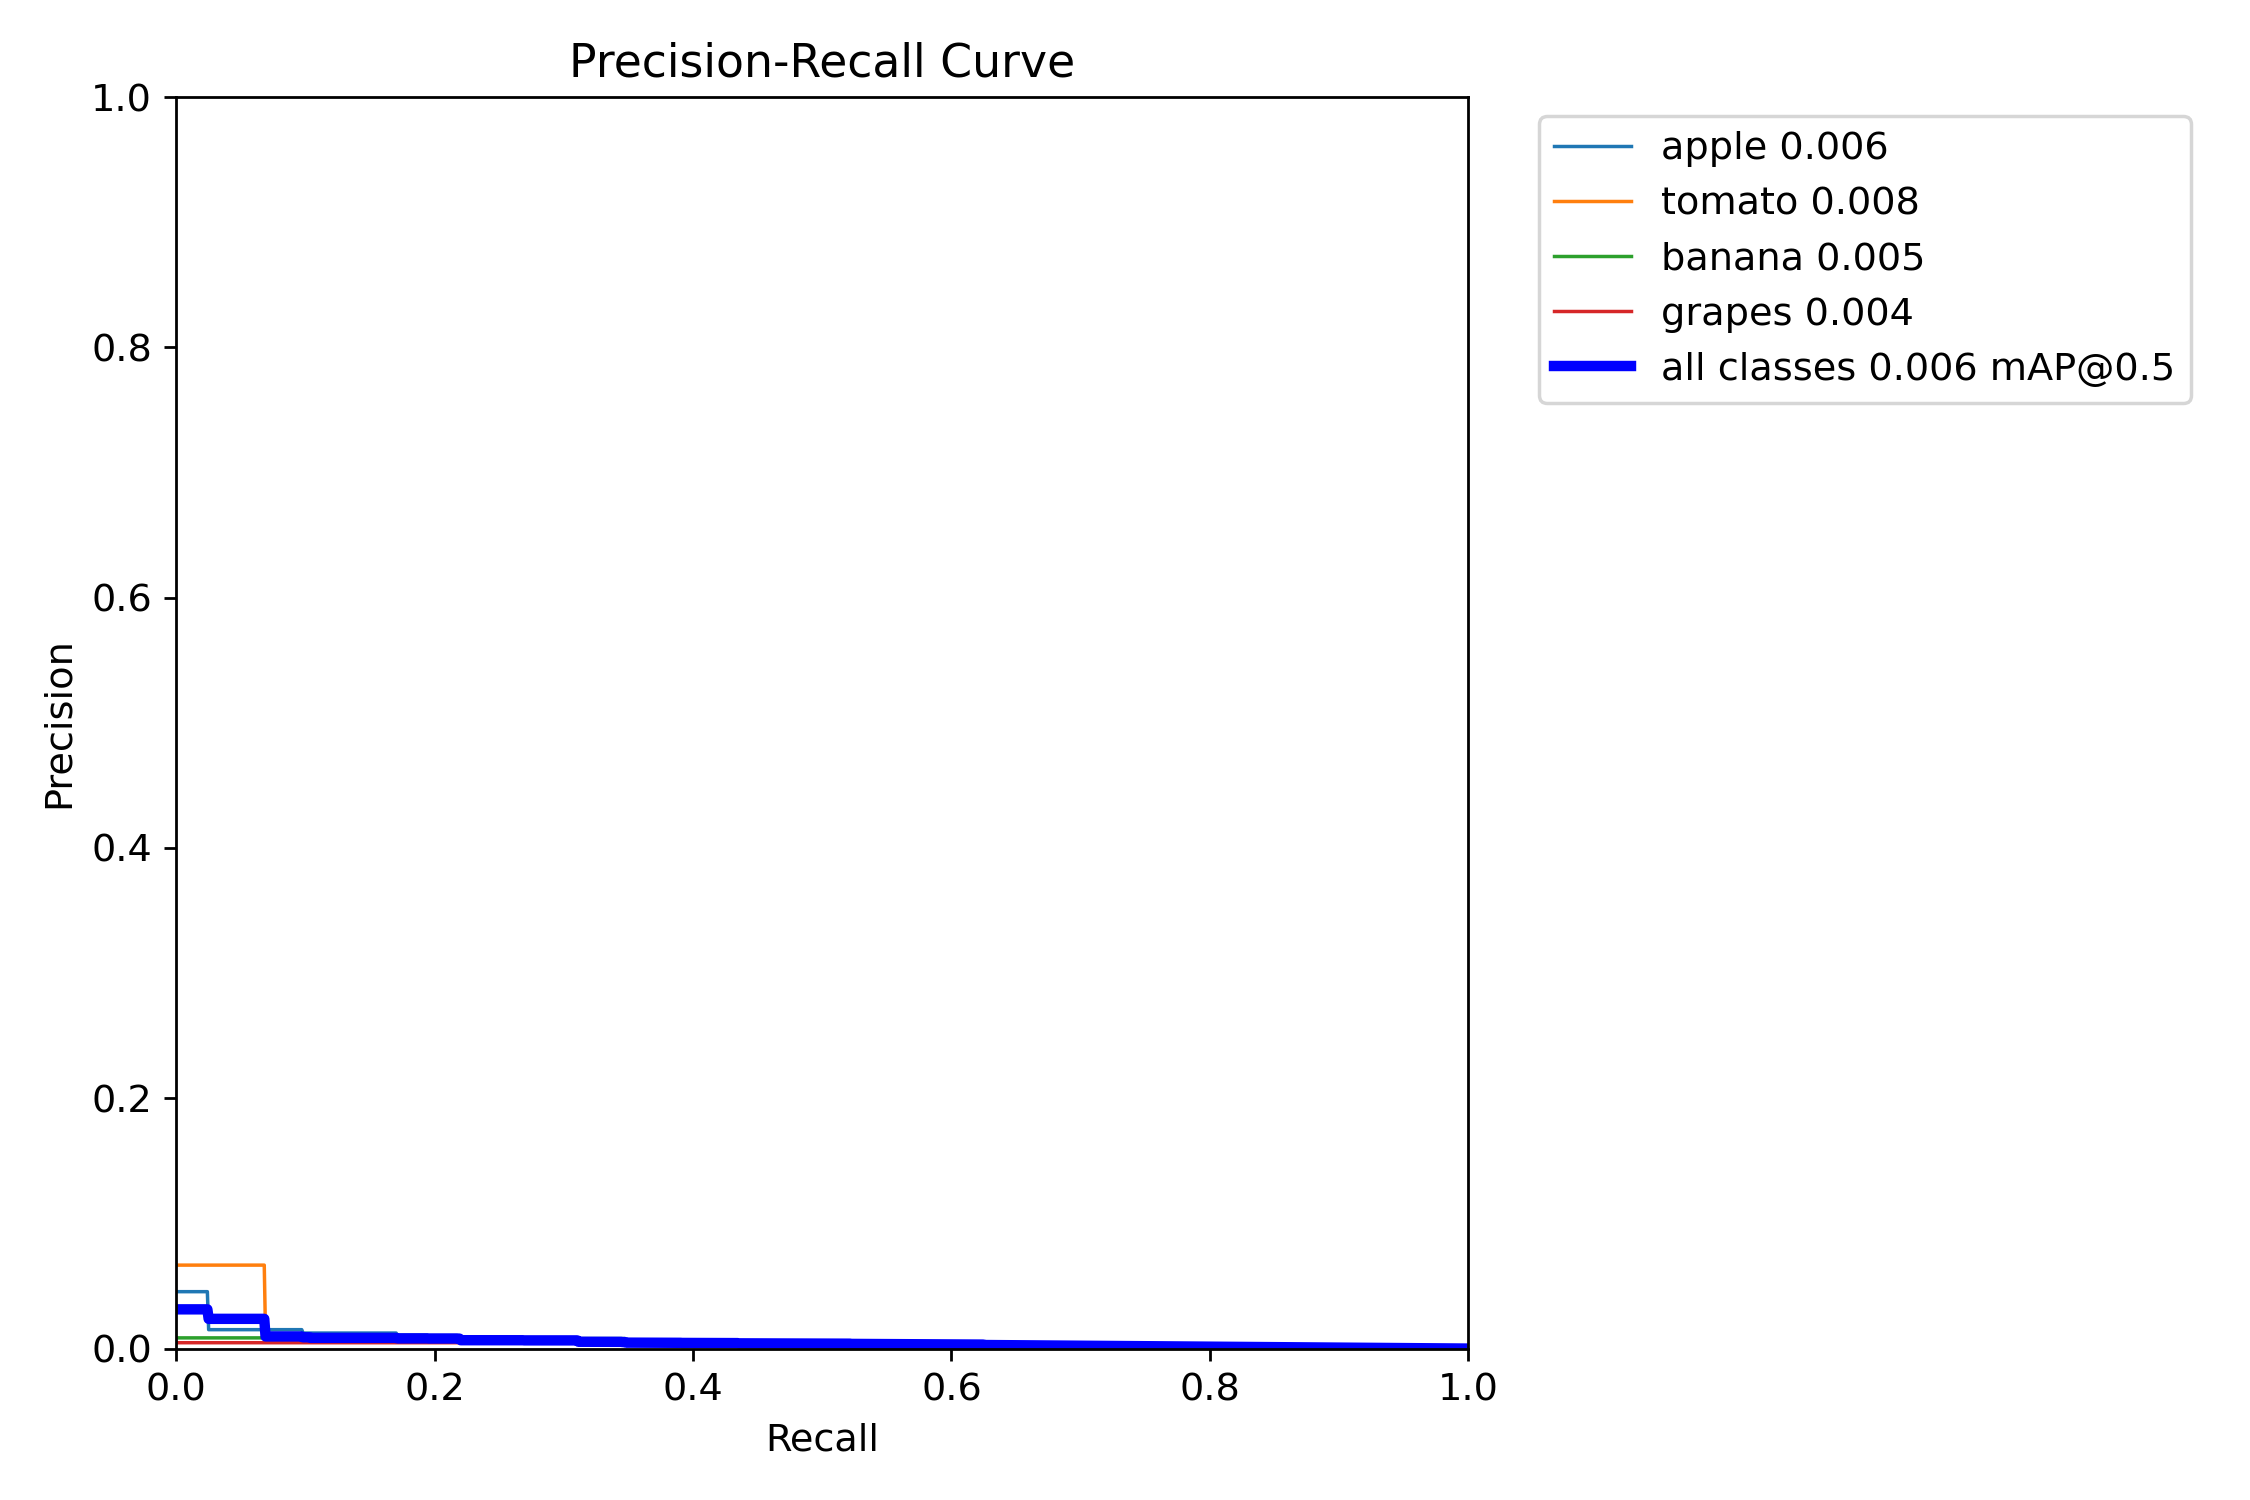 Precision-Recall Curve
1.0
0.8
0.6
0.4
0.2
0.0
Precision
0.0 0.2 0.4 0.6 0.8 1.0
Recall
apple 0.006
tomato 0.008
banana 0.005
grapes 0.004
all classes 0.006 mAP@0.5